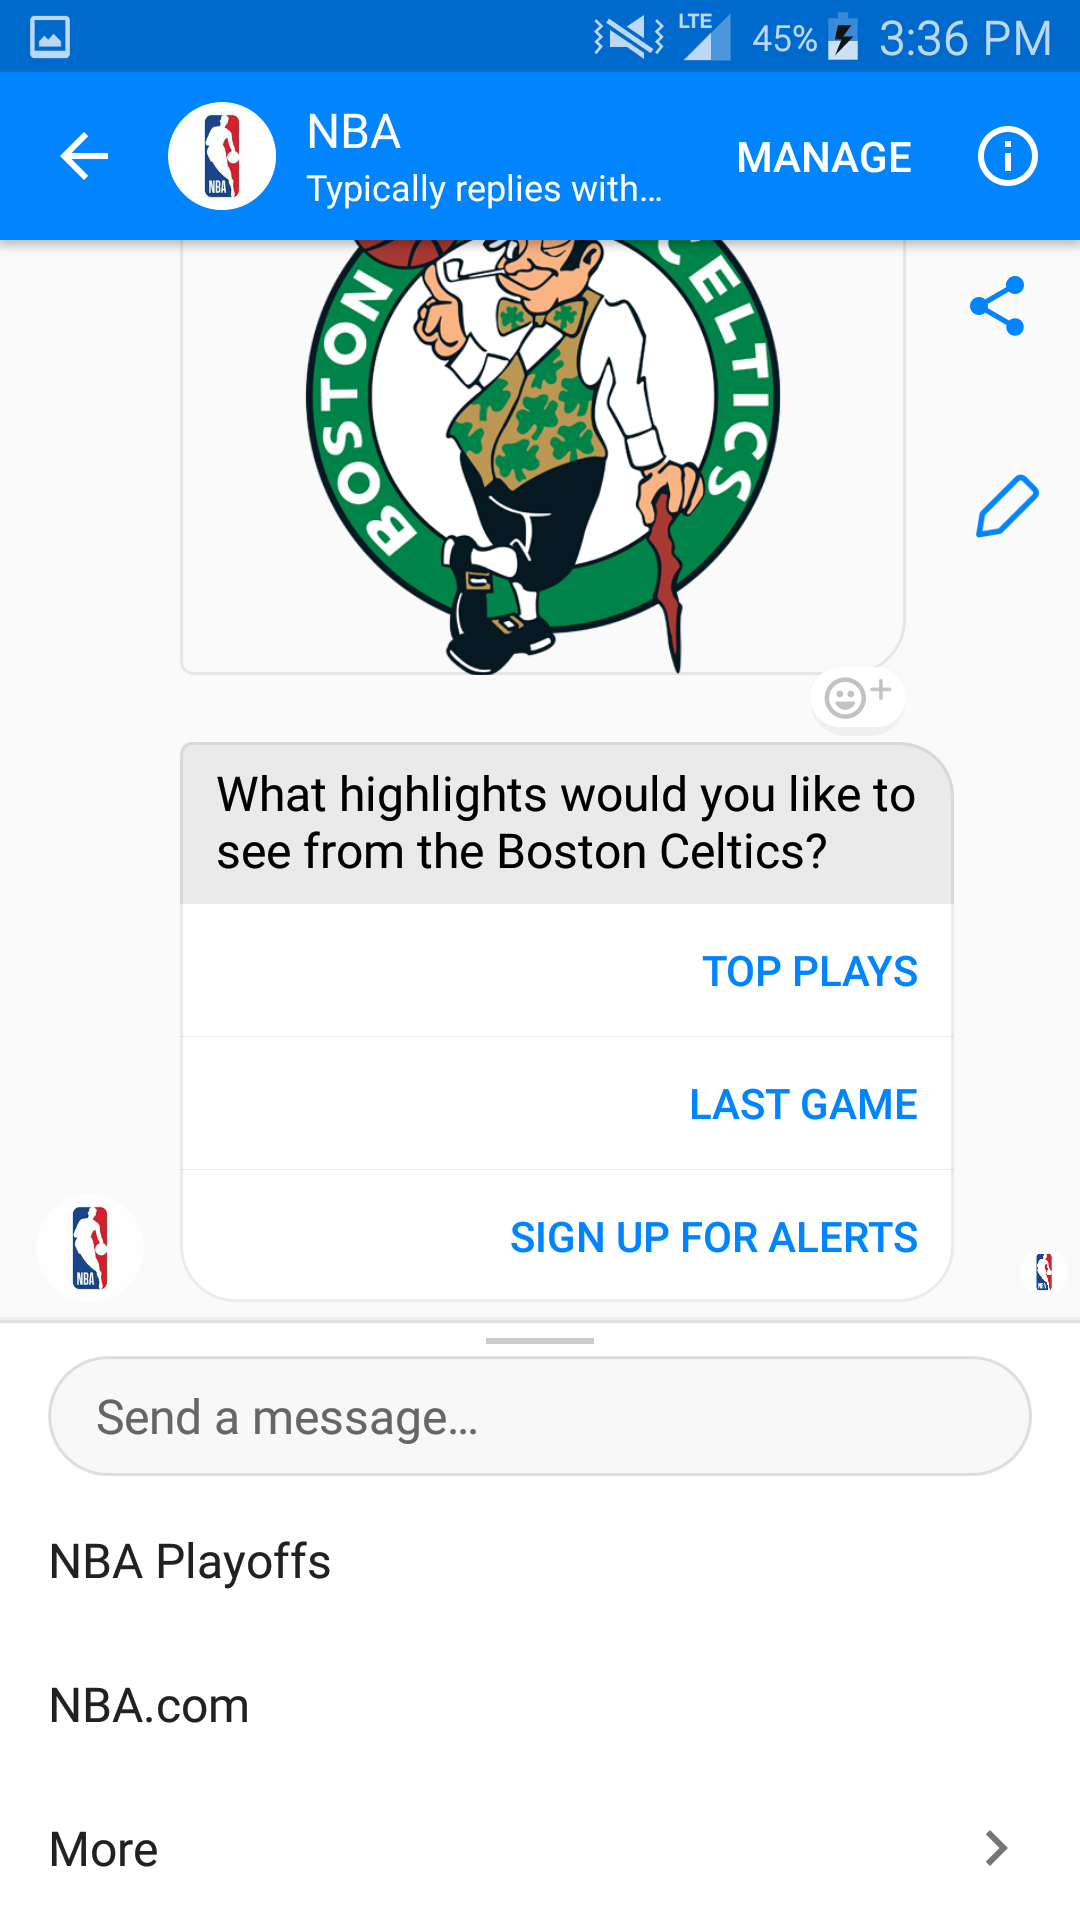 LTE 45% 3:36 PM
NBA
Typically replies with...
MANAGE
NBA
BOSTON CELTICS
What highlights would you like to
see from the Boston Celtics?
TOP PLAYS
LAST GAME
SIGN UP FOR ALERTS
NBA
Send a message...
NBA Playoffs
NBA.com
More